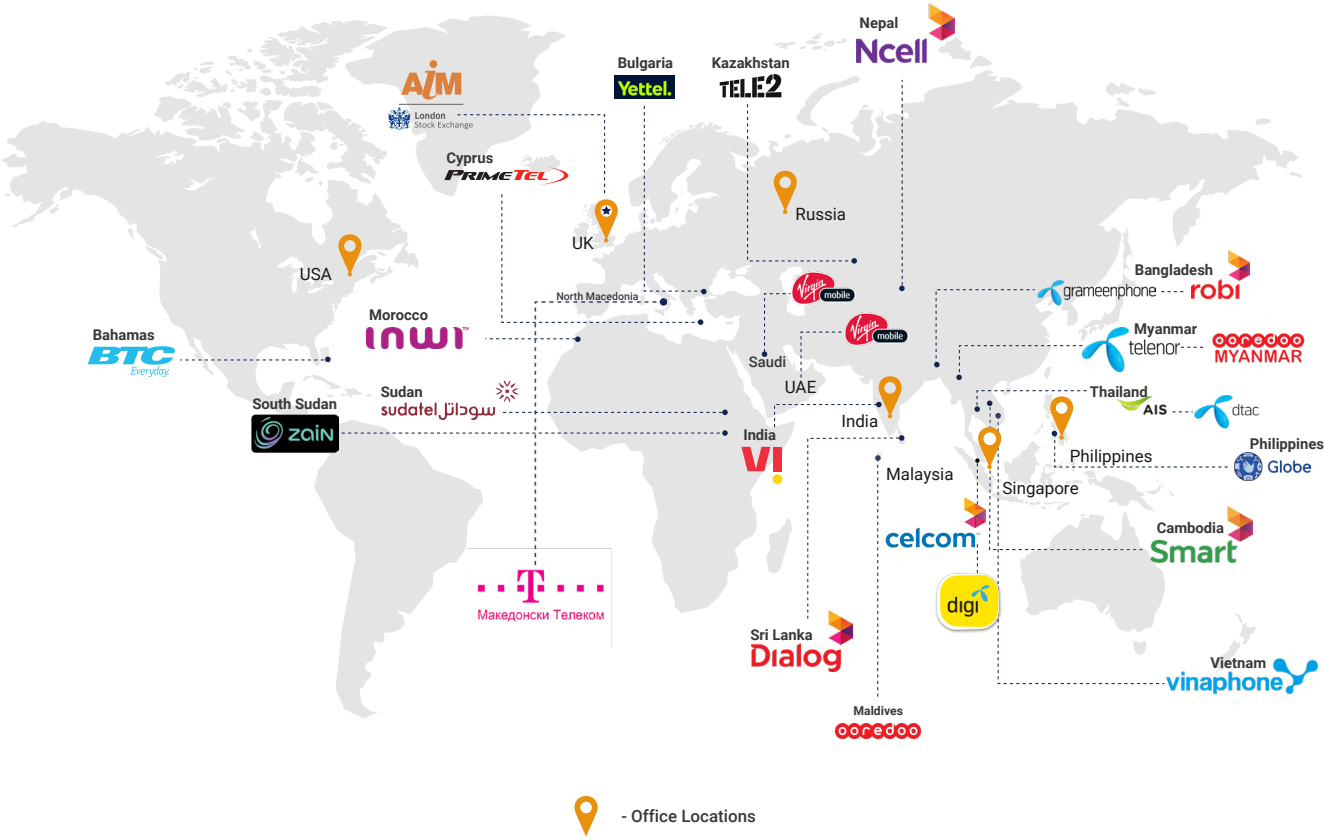 Nepal
Ncell
Bulgaria
Yettel.
Kazakhstan
TELE2
AiM
London
Stock Exchange
Cyprus
PRIMETEL
Russia
UK
USA
North Macedonia
Virgin
mobile
Bangladesh
grameenphone
robi
Morocco
inwi™
Virgin
mobile
Myanmar
telenor
ooredoo
MYANMAR
Bahamas
BTC
Everyday.
Saudi
UAE
Sudan
sudatel سوداتل
South Sudan
zain
Thailand
AIS
dtac
India
India
VI
Philippines
Philippines
Globe
Malaysia
Singapore
celcom
Cambodia
Smart
digi
T
Македонски Телеком
Sri Lanka
Dialog
Vietnam
vinaphone
Maldives
ooredoo
- Office Locations